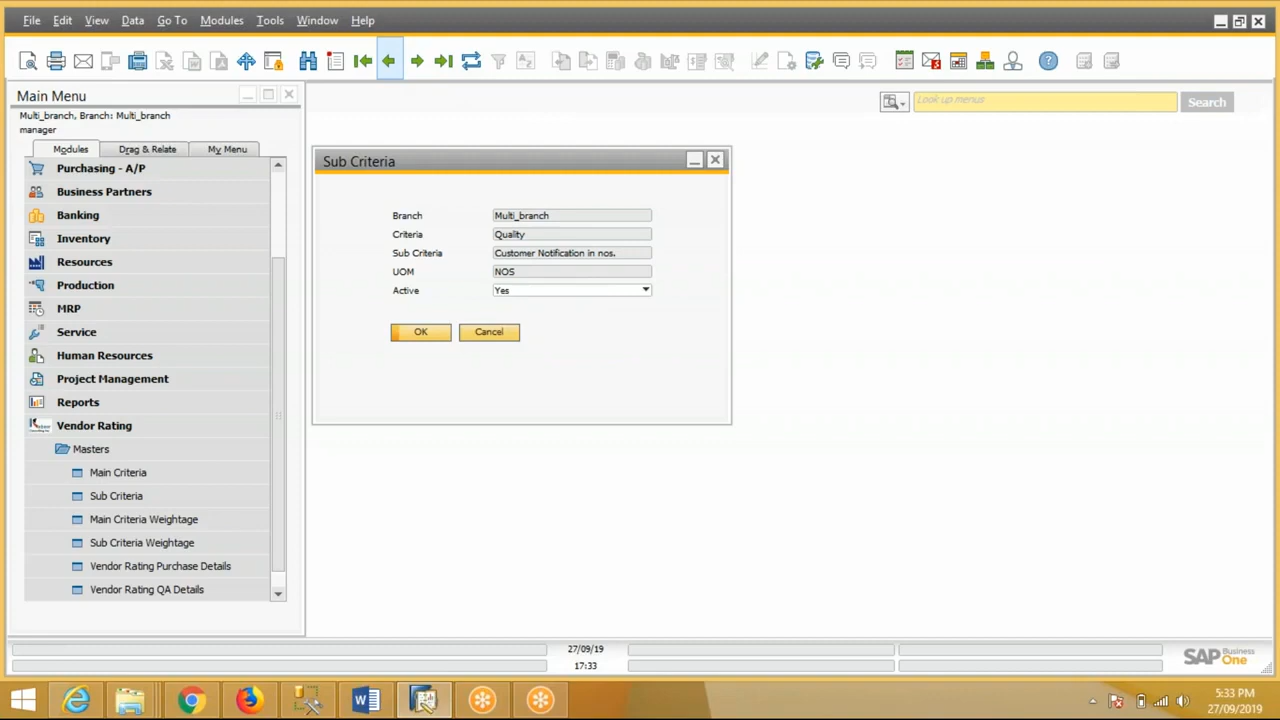 File Edit View Data Go To Modules Tools Window Help
Main Menu
Multi_branch, Branch: Multi_branch
manager
Modules Drag & Relate My Menu
Look up menus
Search
Purchasing - A/P
Business Partners
Banking
Inventory
Resources
Production
MRP
Service
Human Resources
Project Management
Reports
Vendor Rating
Masters
Main Criteria
Sub Criteria
Main Criteria Weightage
Sub Criteria Weightage
Vendor Rating Purchase Details
Vendor Rating QA Details
Sub Criteria
Branch Multi_branch
Criteria Quality
Sub Criteria Customer Notification in nos.
UOM NOS
Active Yes
OK Cancel
27/09/19
17:33
SAP Business One
5:33 PM
27/09/2019